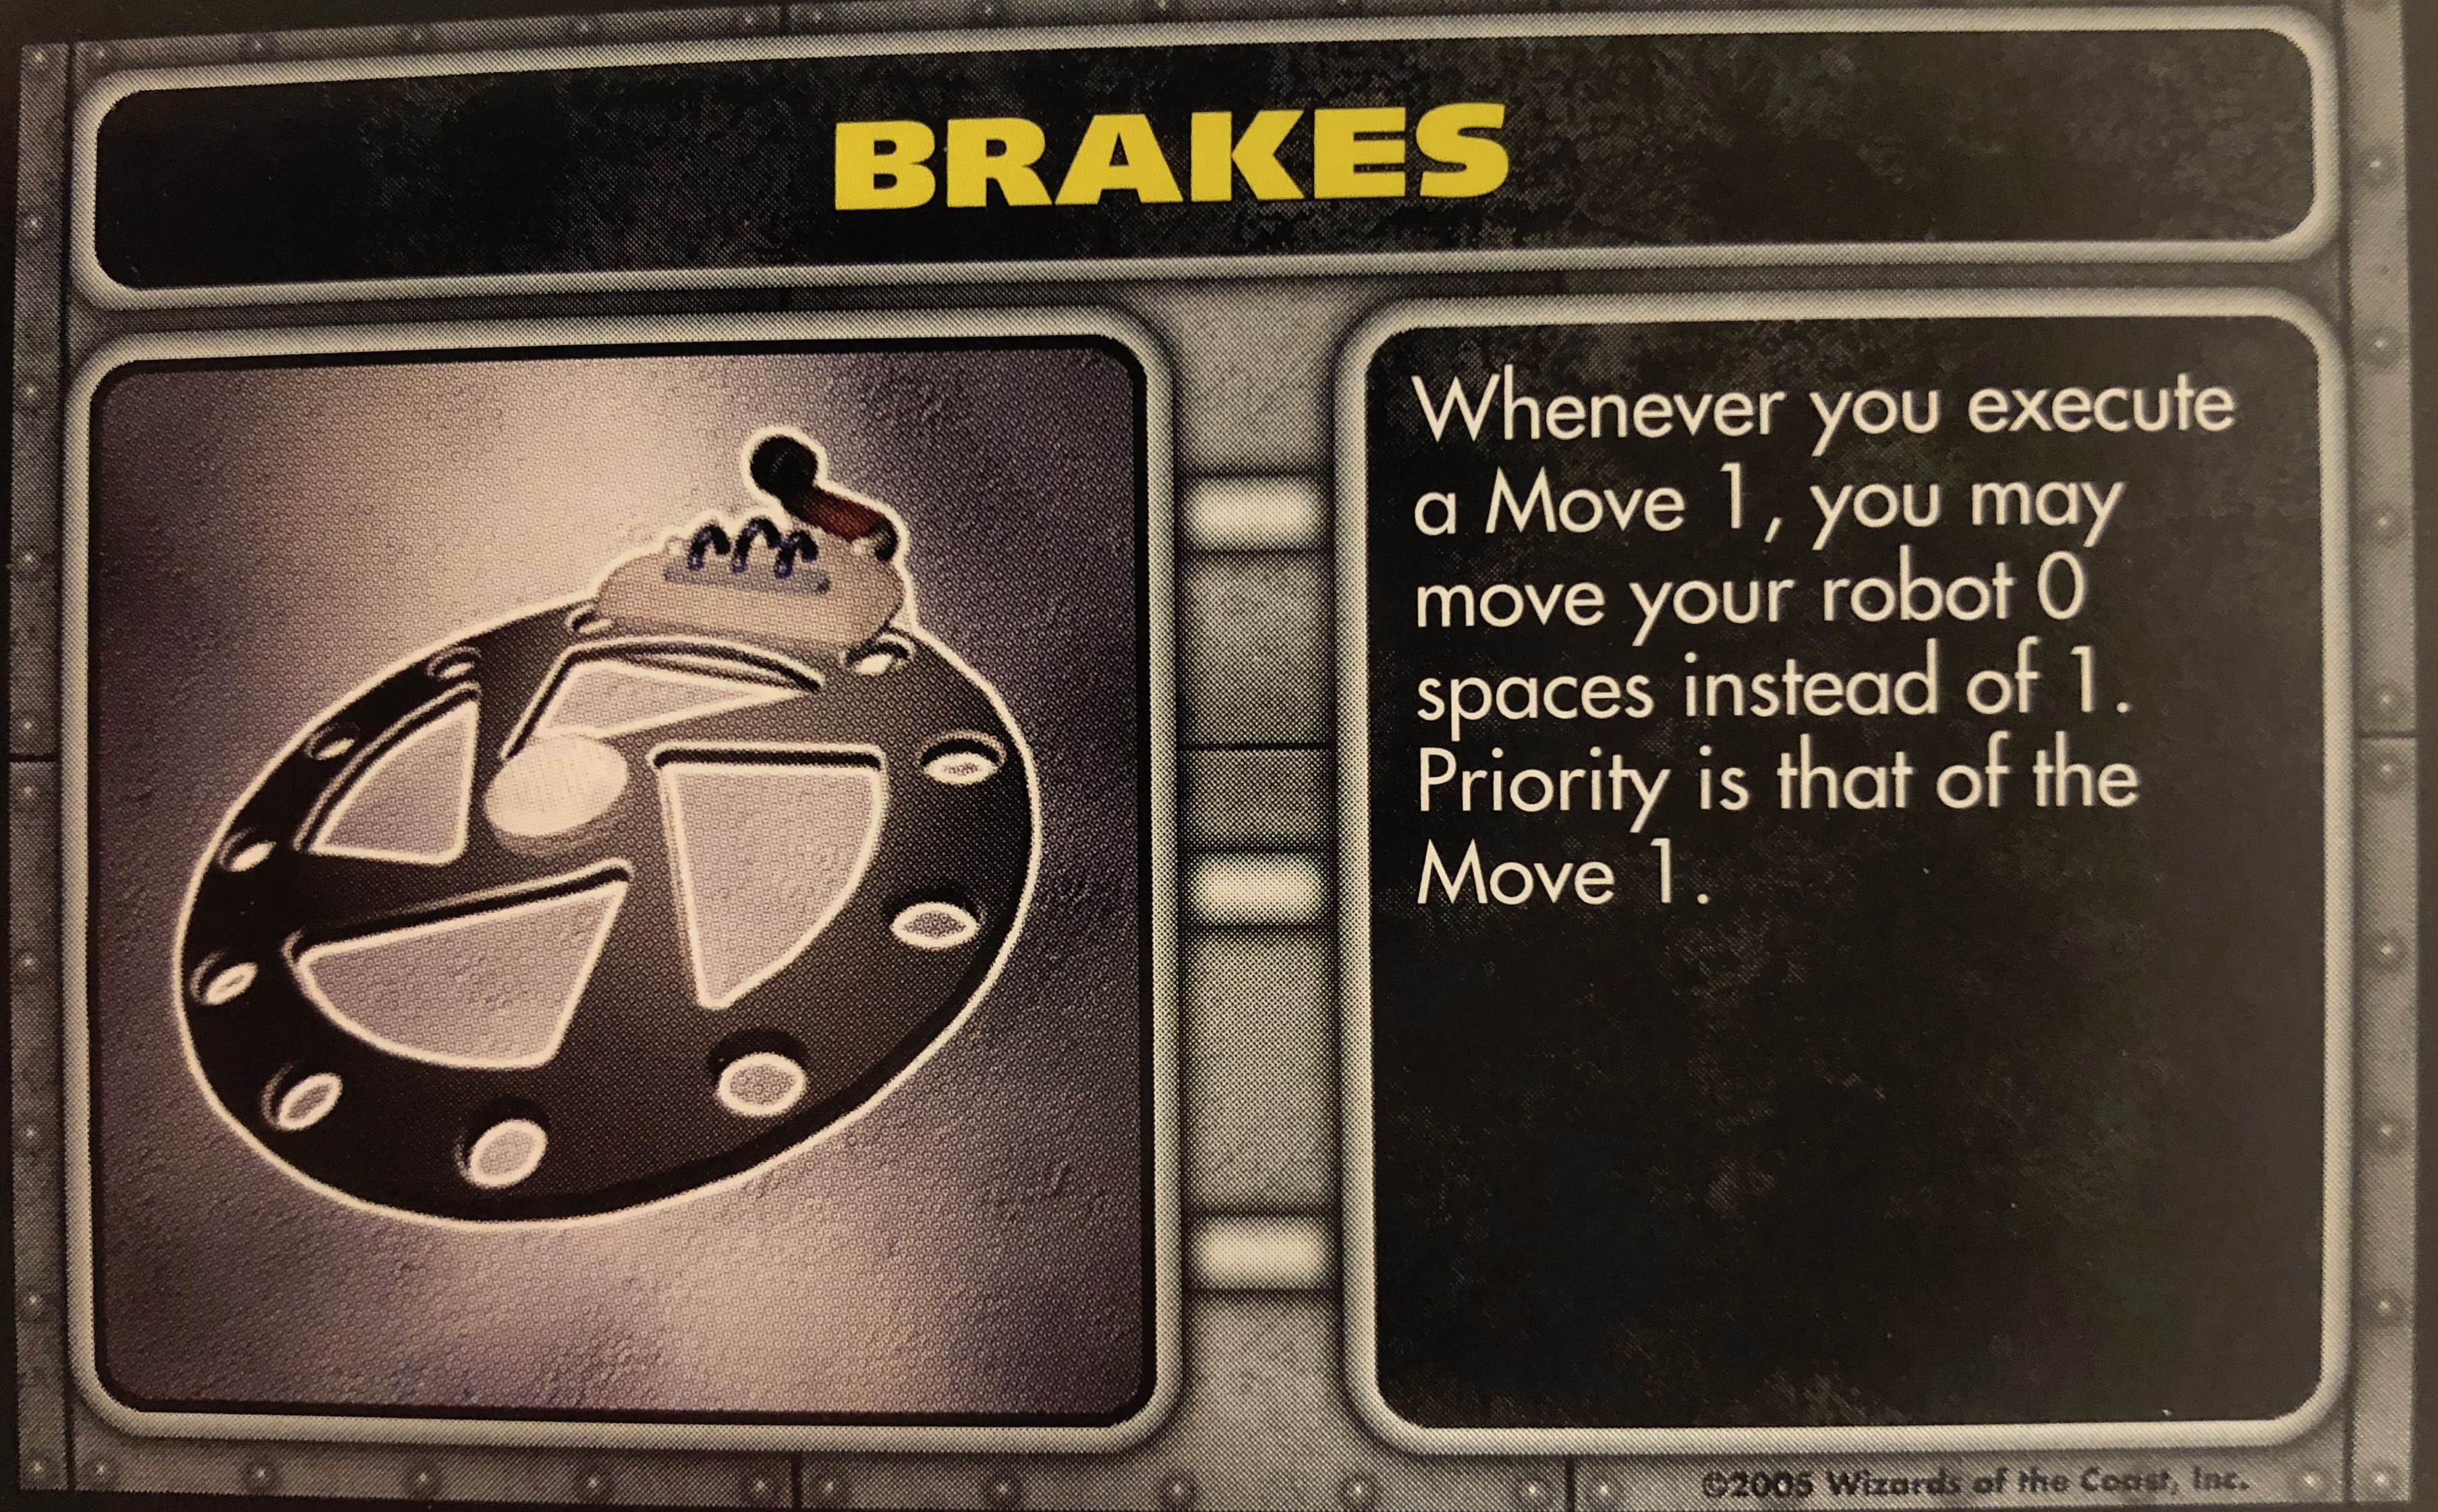 BRAKES
Whenever you execute
a Move 1, you may
move your robot 0
spaces instead of 1.
Priority is that of the
Move 1.
©2005 Wizards of the Coast, Inc.